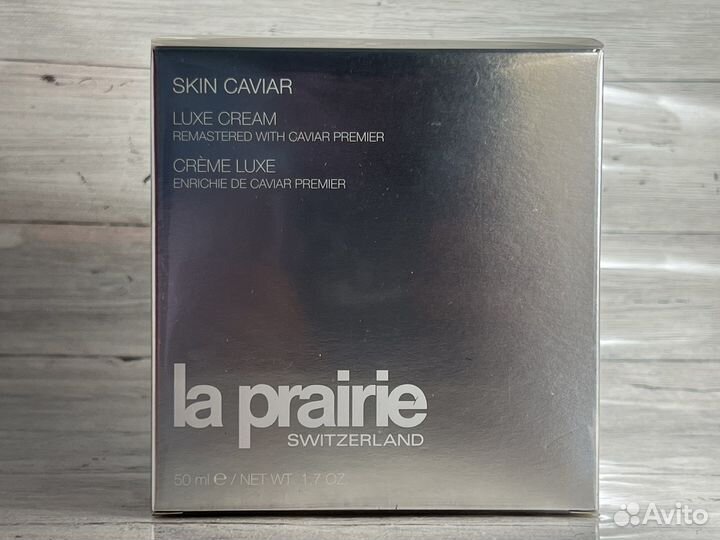 SKIN CAVIAR
LUXE CREAM
REMASTERED WITH CAVIAR PREMIER
CRÈME LUXE
ENRICHIE DE CAVIAR PREMIER
la prairie
SWITZERLAND
50 ml ℮ / NET WT. 1.7 OZ.
Avito